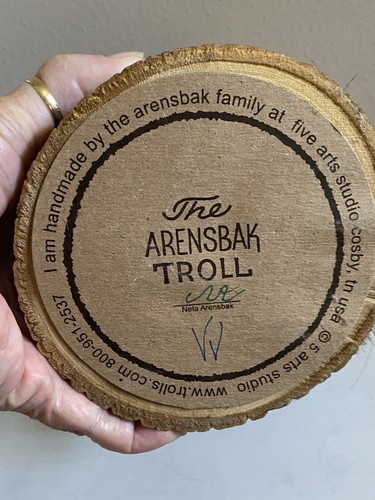 I am handmade by the arensbak family at five arts studio cosby, tn usa © 5 arts studio www.trolls.com 800-951-2537
The
ARENSBAK
TROLL
NA
Neta Arensbak